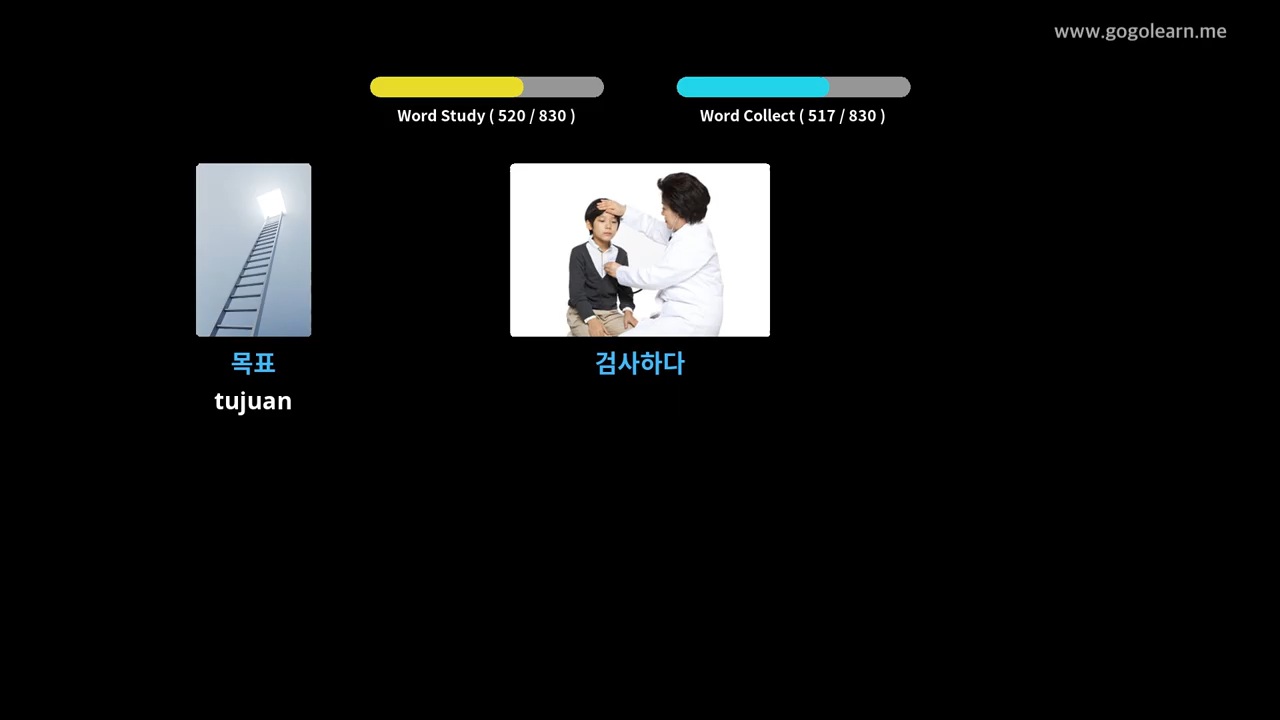 www.gogolearn.me
Word Study ( 520 / 830 )
Word Collect ( 517 / 830 )
목표
tujuan
검사하다